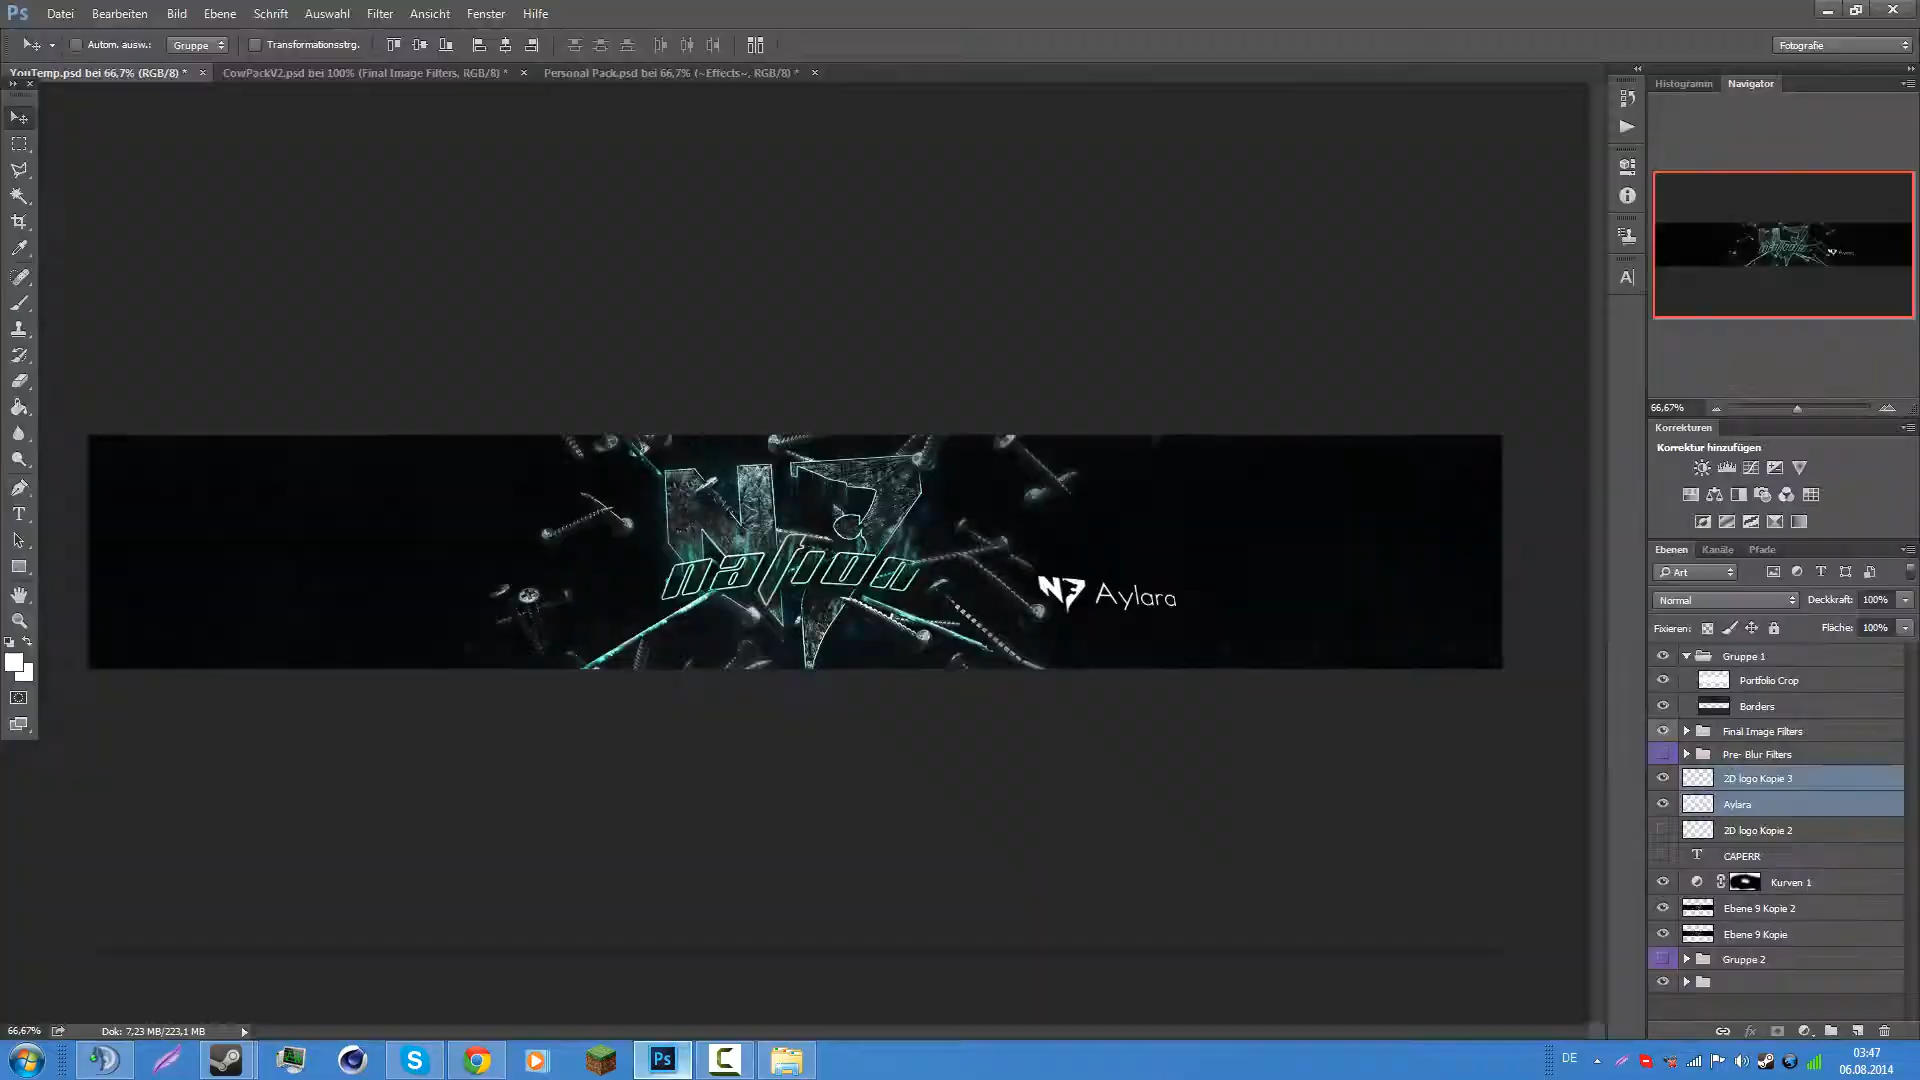 Ps Datei Bearbeiten Bild Ebene Schrift Auswahl Filter Analyse Ansicht Fenster Hilfe
Autom. ausw.: Gruppe Transformationsstrg. Fotografie
YouTemp.psd bei 66,7% (RGB/8) * × CowPackV2.psd bei 100% (Final Image Filters, RGB/8) * × Personal Pack.psd bei 66,7% (~Effects~, RGB/8) * ×
Histogramm Navigator
66,67%
Korrekturen
Korrektur hinzufügen
Ebenen Kanäle Pfade
Art
Normal Deckkraft: 100%
Fixieren: Fläche: 100%
Gruppe 1
Portfolio Crop
Borders
Final Image Filters
Pre- Blur Filters
2D logo Kopie 3
Aylara
2D logo Kopie 2
T CAPERR
Kurven 1
Ebene 9 Kopie 2
Ebene 9 Kopie
Gruppe 2
N7
nation
N7 Aylara
66,67% Dok: 7,23 MB/223,1 MB
DE 03:47
06.08.2014